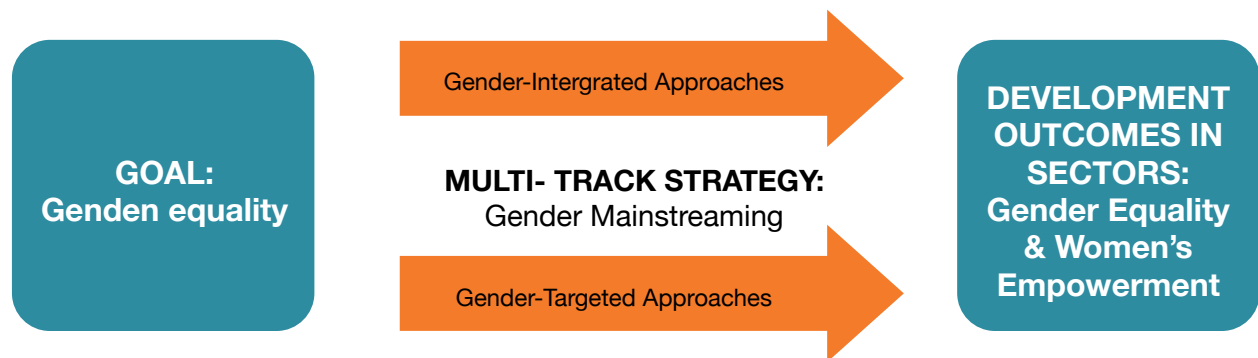 GOAL:
Genden equality
Gender-Intergrated Approaches
MULTI- TRACK STRATEGY:
Gender Mainstreaming
Gender-Targeted Approaches
DEVELOPMENT
OUTCOMES IN
SECTORS:
Gender Equality
& Women's
Empowerment